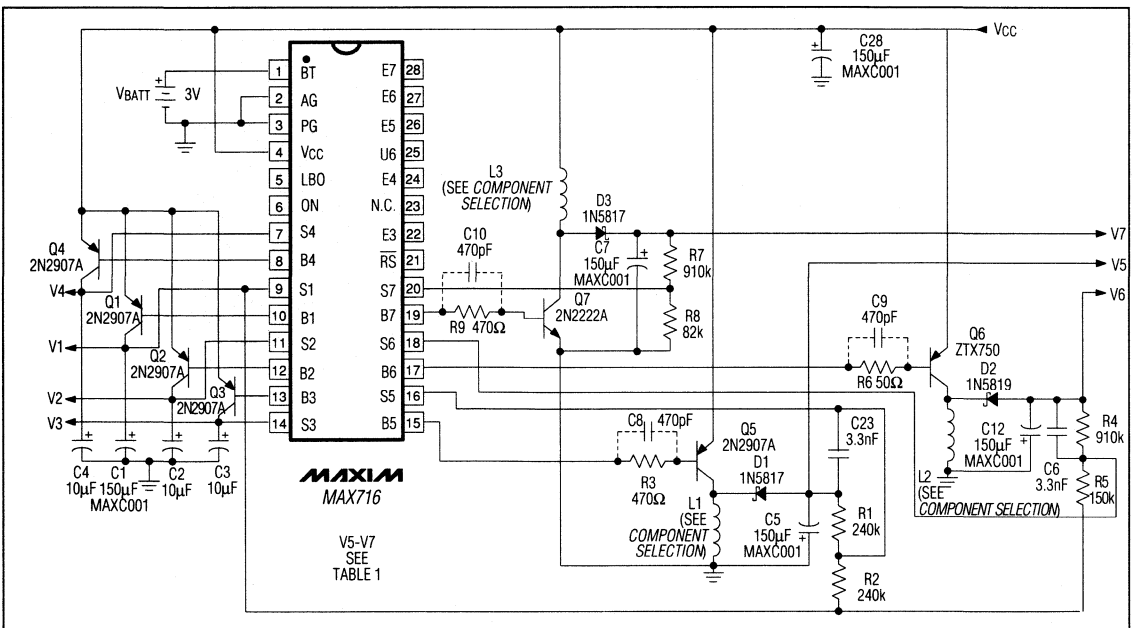 VCC
C28
150µF
MAXC001
VBATT
+
3V
1 BT
2 AG
3 PG
4 VCC
5 LBO
6 ON
7 S4
8 B4
9 S1
10 B1
11 S2
12 B2
13 B3
14 S3
E7 28
E6 27
E5 26
U6 25
E4 24
N.C. 23
E3 22
RS 21
S7 20
B7 19
S6 18
B6 17
S5 16
B5 15
MAXIM
MAX716
V5-V7
SEE
TABLE 1
Q4
2N2907A
V4
Q1
2N2907A
V1
Q2
2N2907A
V2
Q3
2N2907A
V3
+
+
+
+
C4
10µF
C1
150µF
MAXC001
C2
10µF
C3
10µF
L3
(SEE COMPONENT
SELECTION)
D3
1N5817
C7
150µF
MAXC001
+
C10
470pF
R9 470Ω
Q7
2N2222A
R7
910k
R8
82k
V7
V5
V6
C9
470pF
R6 50Ω
Q6
ZTX750
D2
1N5819
C12
150µF
MAXC001
+
C6
3.3nF
R4
910k
R5
150k
L2
(SEE
COMPONENT SELECTION)
C8 470pF
R3
470Ω
Q5
2N2907A
D1
1N5817
L1
(SEE
COMPONENT
SELECTION)
C5
150µF
MAXC001
+
C23
3.3nF
R1
240k
R2
240k